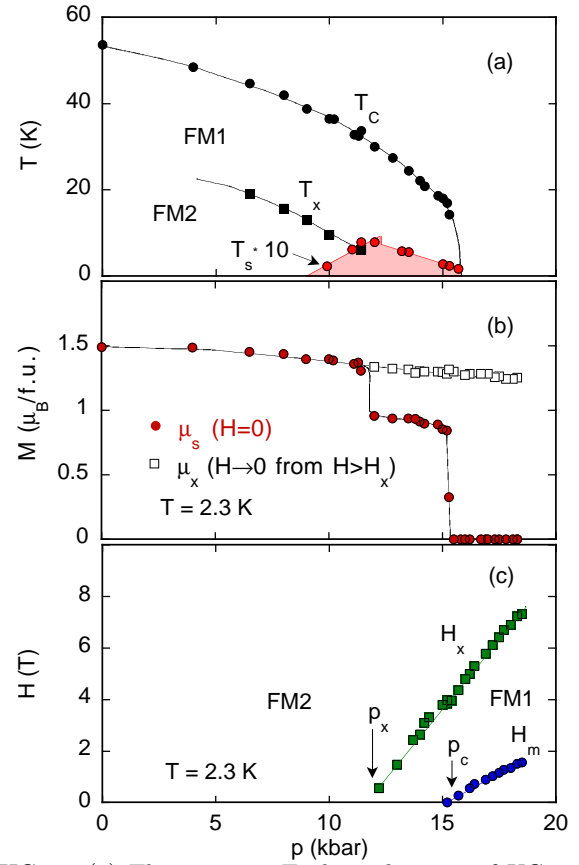 60
40
20
0
T (K)
(a)
T_C
FM1
T_x
FM2
T_s * 10
1.5
1
0.5
0
M (μ_B/f.u.)
(b)
μ_s (H=0)
μ_x (H→0 from H>H_x)
T = 2.3 K
8
6
4
2
0
H (T)
(c)
H_x
FM2
FM1
p_x
p_c
H_m
T = 2.3 K
0 5 10 15 20
p (kbar)